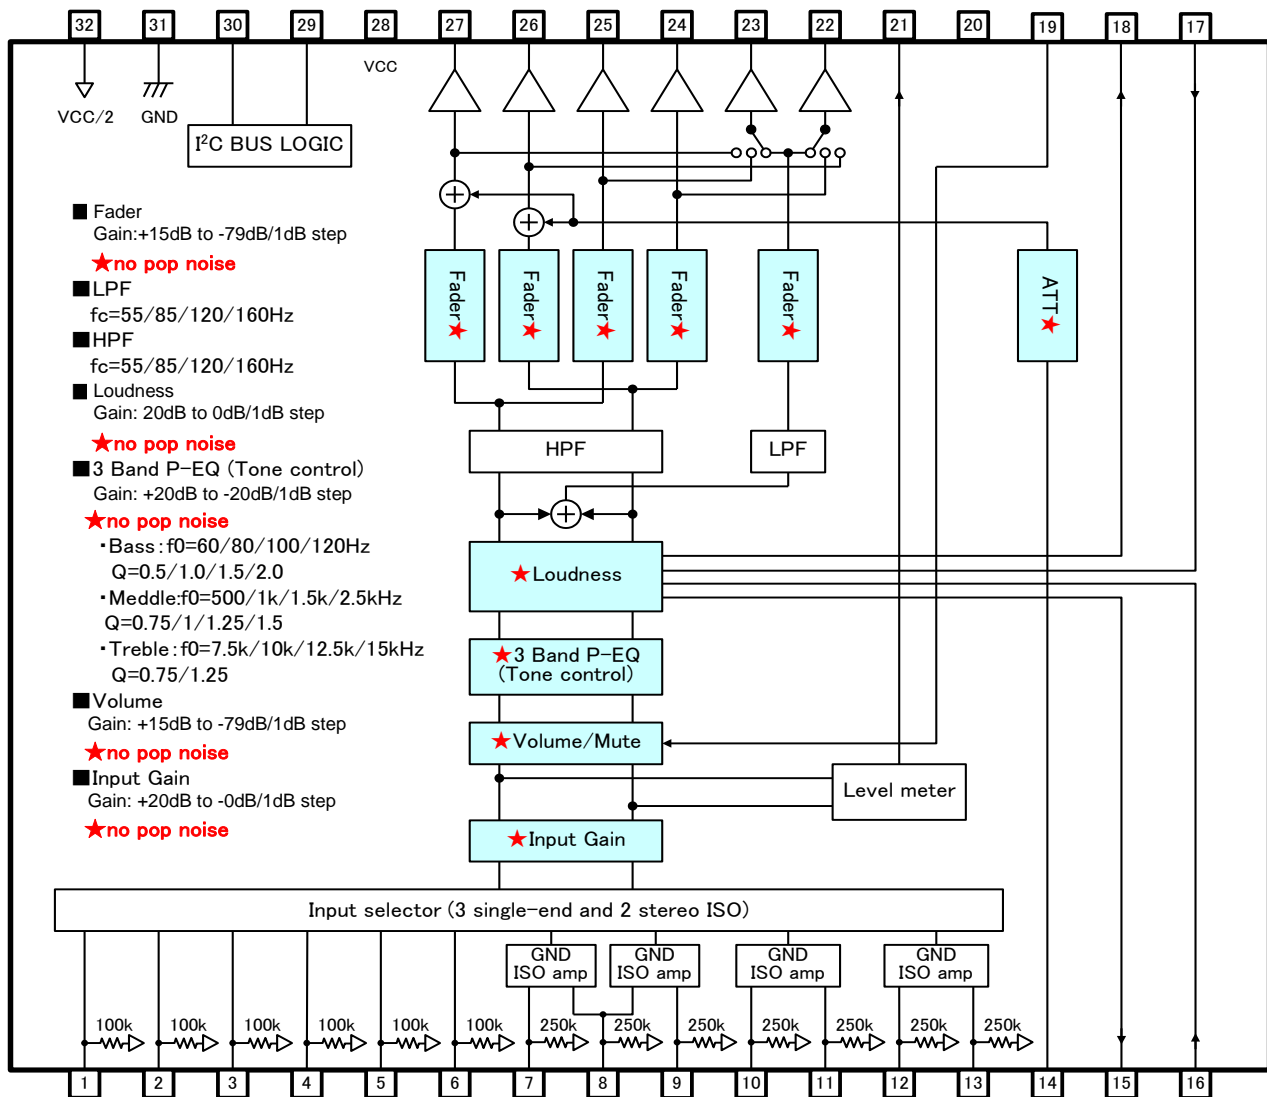 32 31 30 29 28 27 26 25 24 23 22 21 20 19 18 17
VCC
VCC/2 GND
I²C BUS LOGIC
■ Fader
Gain:+15dB to -79dB/1dB step
★no pop noise
■LPF
fc=55/85/120/160Hz
■HPF
fc=55/85/120/160Hz
■ Loudness
Gain: 20dB to 0dB/1dB step
★no pop noise
■3 Band P-EQ (Tone control)
Gain: +20dB to -20dB/1dB step
★no pop noise
・Bass:f0=60/80/100/120Hz
Q=0.5/1.0/1.5/2.0
・Meddle:f0=500/1k/1.5k/2.5kHz
Q=0.75/1/1.25/1.5
・Treble:f0=7.5k/10k/12.5k/15kHz
Q=0.75/1.25
■Volume
Gain: +15dB to -79dB/1dB step
★no pop noise
■Input Gain
Gain: +20dB to -0dB/1dB step
★no pop noise
Fader★
Fader★
Fader★
Fader★
Fader★
ATT★
HPF
LPF
★Loudness
★3 Band P-EQ
(Tone control)
★Volume/Mute
Level meter
★Input Gain
Input selector (3 single-end and 2 stereo ISO)
GND
ISO amp
GND
ISO amp
GND
ISO amp
GND
ISO amp
100k 100k 100k 100k 100k 100k 250k 250k 250k 250k 250k 250k 250k
1 2 3 4 5 6 7 8 9 10 11 12 13 14 15 16